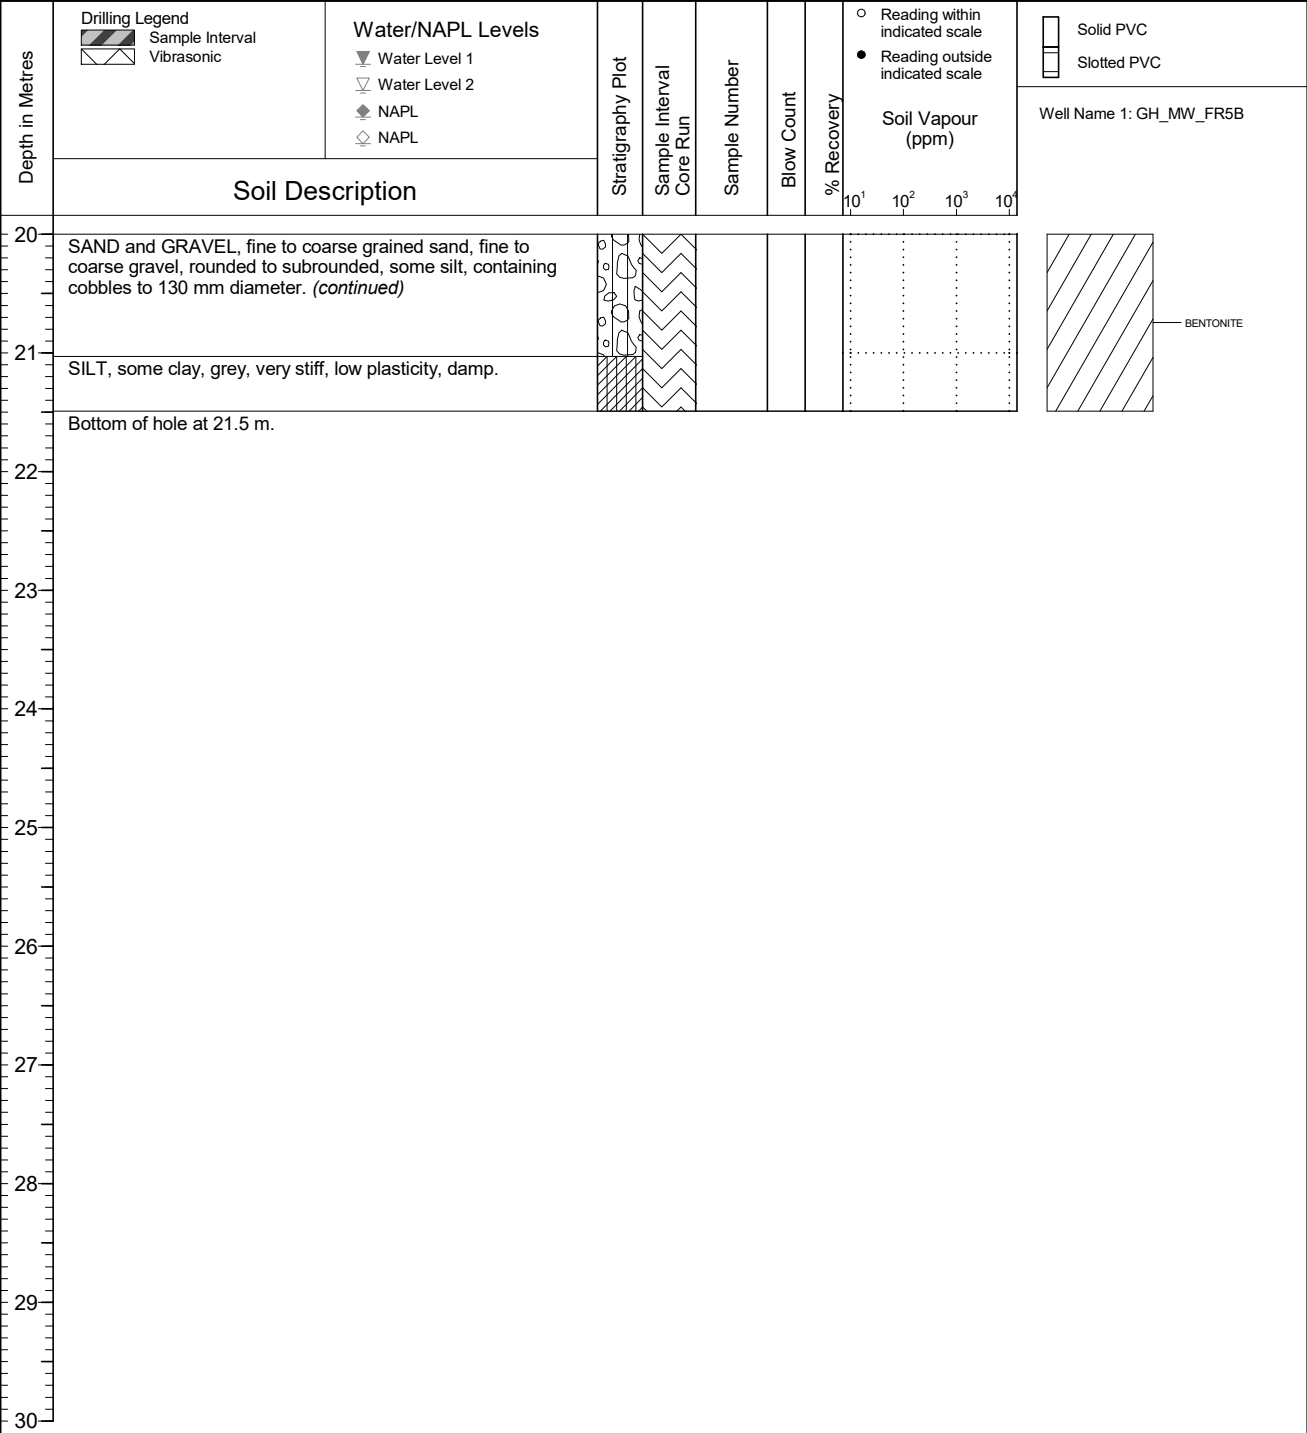 Depth in Metres
Drilling Legend
Sample Interval
Vibrasonic
Water/NAPL Levels
Water Level 1
Water Level 2
NAPL
NAPL
Soil Description
Stratigraphy Plot
Sample Interval
Core Run
Sample Number
Blow Count
% Recovery
Reading within
indicated scale
Reading outside
indicated scale
Soil Vapour
(ppm)
10¹ 10² 10³ 10⁴
Solid PVC
Slotted PVC
Well Name 1: GH_MW_FR5B
20
SAND and GRAVEL, fine to coarse grained sand, fine to
coarse gravel, rounded to subrounded, some silt, containing
cobbles to 130 mm diameter. (continued)
BENTONITE
21
SILT, some clay, grey, very stiff, low plasticity, damp.
Bottom of hole at 21.5 m.
22
23
24
25
26
27
28
29
30